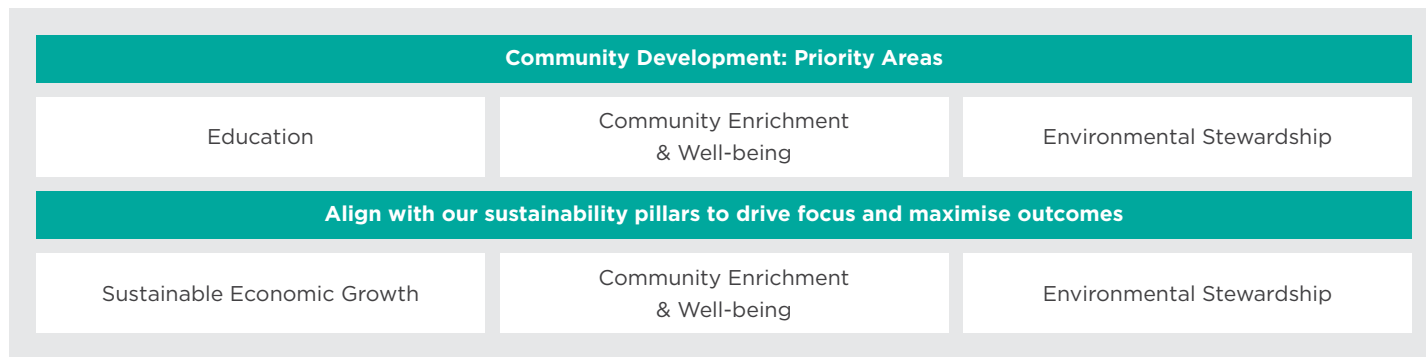 Community Development: Priority Areas
Education
Community Enrichment
& Well-being
Environmental Stewardship
Align with our sustainability pillars to drive focus and maximise outcomes
Sustainable Economic Growth
Community Enrichment
& Well-being
Environmental Stewardship